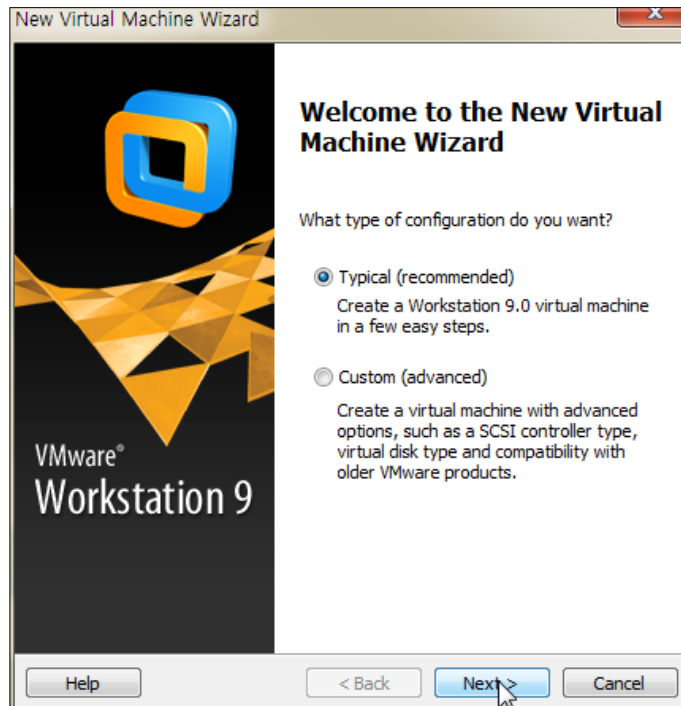 New Virtual Machine Wizard
Welcome to the New Virtual
Machine Wizard
What type of configuration do you want?
Typical (recommended)
Create a Workstation 9.0 virtual machine
in a few easy steps.
Custom (advanced)
Create a virtual machine with advanced
options, such as a SCSI controller type,
virtual disk type and compatibility with
older VMware products.
VMware®
Workstation 9
Help
< Back
Next >
Cancel